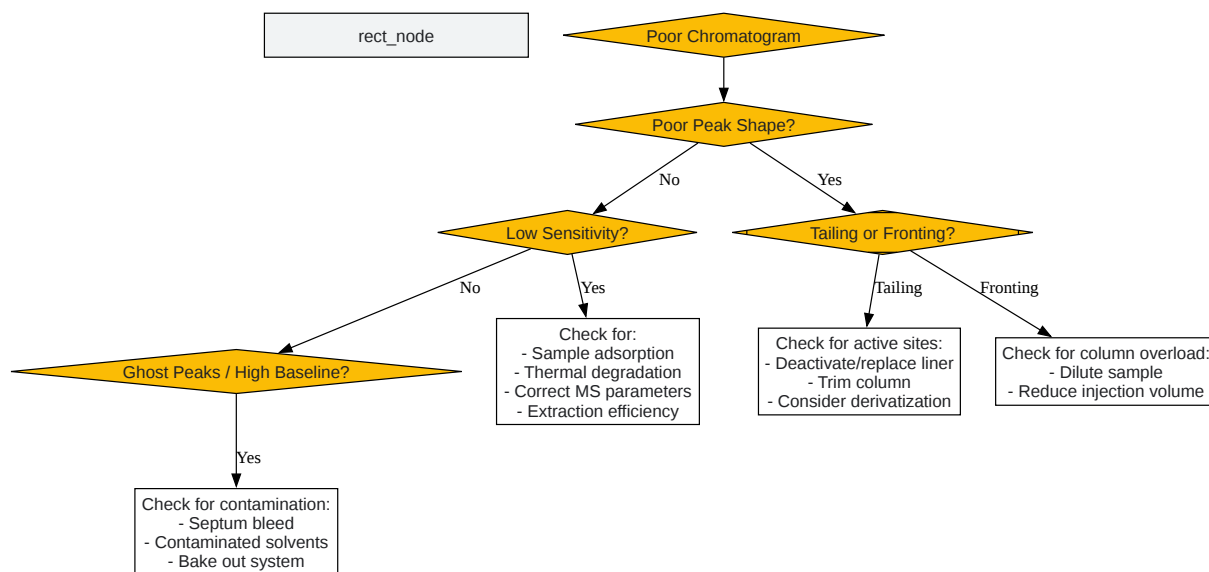 rect_node
Poor Chromatogram
Poor Peak Shape?
No
Yes
Low Sensitivity?
Tailing or Fronting?
No
Yes
Tailing
Fronting
Ghost Peaks / High Baseline?
Check for:
- Sample adsorption
- Thermal degradation
- Correct MS parameters
- Extraction efficiency
Check for active sites:
- Deactivate/replace liner
- Trim column
- Consider derivatization
Check for column overload:
- Dilute sample
- Reduce injection volume
Yes
Check for contamination:
- Septum bleed
- Contaminated solvents
- Bake out system